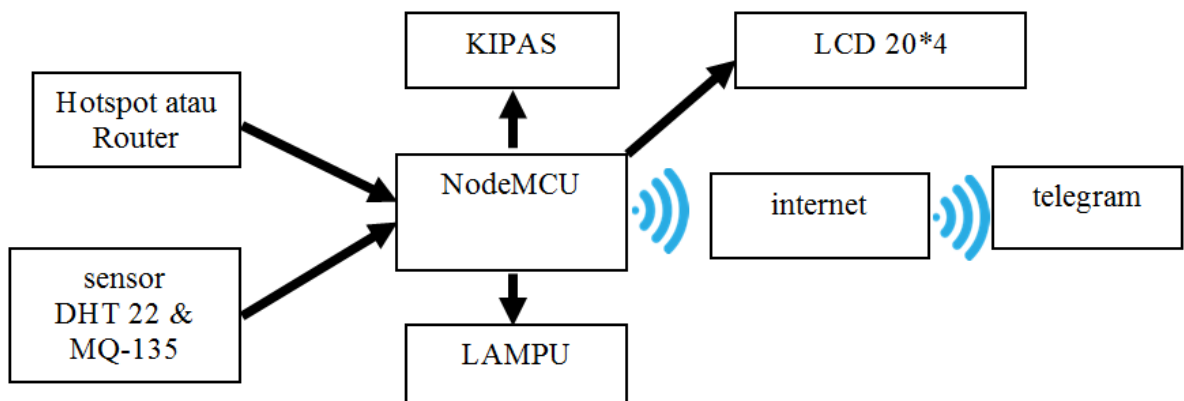 KIPAS
LCD 20*4
Hotspot atau
Router
NodeMCU
internet
telegram
sensor
DHT 22 &
MQ-135
LAMPU